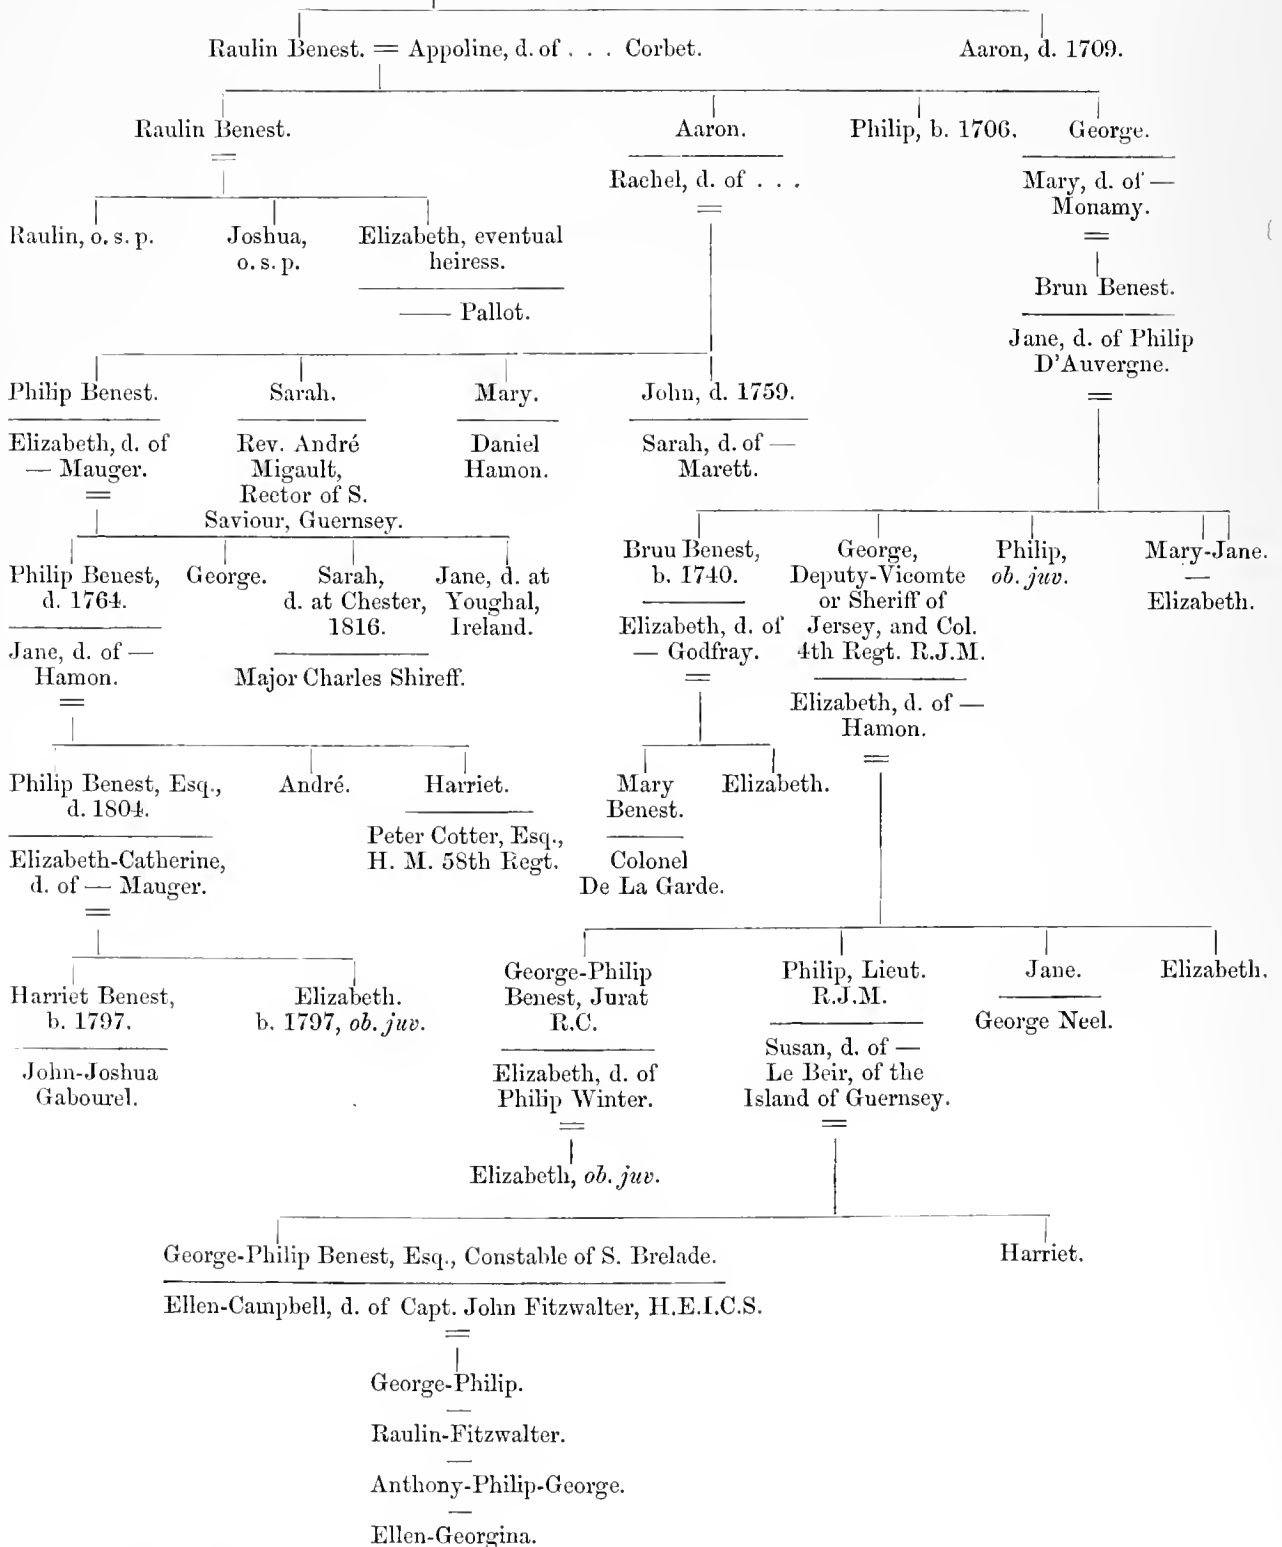 Raulin Benest. = Appoline, d. of . . . Corbet.
Aaron, d. 1709.
Raulin Benest.
Aaron.
Philip, b. 1706.
George.
Rachel, d. of . . .
Mary, d. of —
Monamy.
Raulin, o. s. p.
Joshua,
o. s. p.
Elizabeth, eventual
heiress.
—— Pallot.
Brun Benest.
Jane, d. of Philip
D'Auvergne.
Philip Benest.
Elizabeth, d. of
— Mauger.
Sarah.
Rev. André
Migault,
Rector of S.
Saviour, Guernsey.
Mary.
Daniel
Hamon.
John, d. 1759.
Sarah, d. of —
Marett.
Philip Benest,
d. 1764.
Jane, d. of —
Hamon.
George.
Sarah,
d. at Chester,
1816.
Major Charles Shireff.
Jane, d. at
Youghal,
Ireland.
Bruu Benest,
b. 1740.
Elizabeth, d. of
— Godfray.
George,
Deputy-Vicomte
or Sheriff of
Jersey, and Col.
4th Regt. R.J.M.
Elizabeth, d. of —
Hamon.
Philip,
ob. juv.
Mary-Jane.
—
Elizabeth.
Philip Benest, Esq.,
d. 1804.
Elizabeth-Catherine,
d. of — Mauger.
André.
Harriet.
Peter Cotter, Esq.,
H. M. 58th Regt.
Mary
Benest.
Colonel
De La Garde.
Elizabeth.
Harriet Benest,
b. 1797.
John-Joshua
Gabourel.
Elizabeth.
b. 1797, ob. juv.
George-Philip
Benest, Jurat
R.C.
Elizabeth, d. of
Philip Winter.
Philip, Lieut.
R.J.M.
Susan, d. of —
Le Beir, of the
Island of Guernsey.
Jane.
George Neel.
Elizabeth.
Elizabeth, ob. juv.
George-Philip Benest, Esq., Constable of S. Brelade.
Harriet.
Ellen-Campbell, d. of Capt. John Fitzwalter, H.E.I.C.S.
George-Philip.
—
Raulin-Fitzwalter.
—
Anthony-Philip-George.
—
Ellen-Georgina.